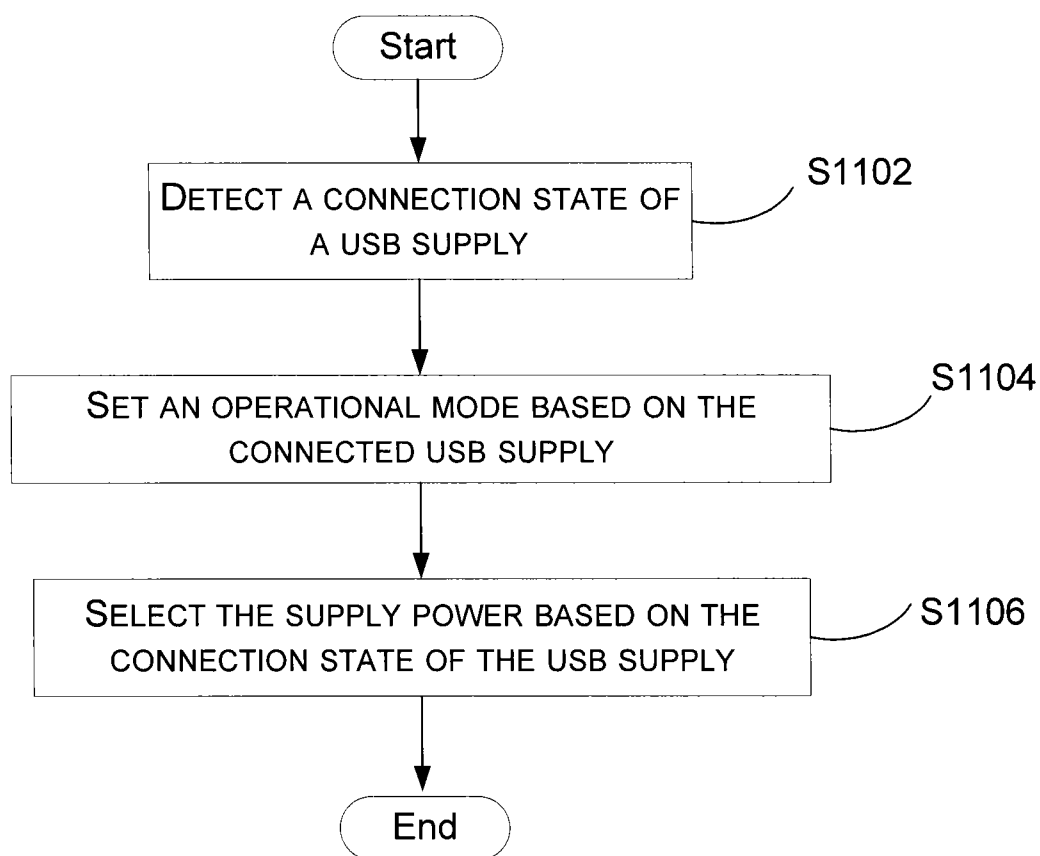 Start
DETECT A CONNECTION STATE OF
A USB SUPPLY
S1102
SET AN OPERATIONAL MODE BASED ON THE
CONNECTED USB SUPPLY
S1104
SELECT THE SUPPLY POWER BASED ON THE
CONNECTION STATE OF THE USB SUPPLY
S1106
End